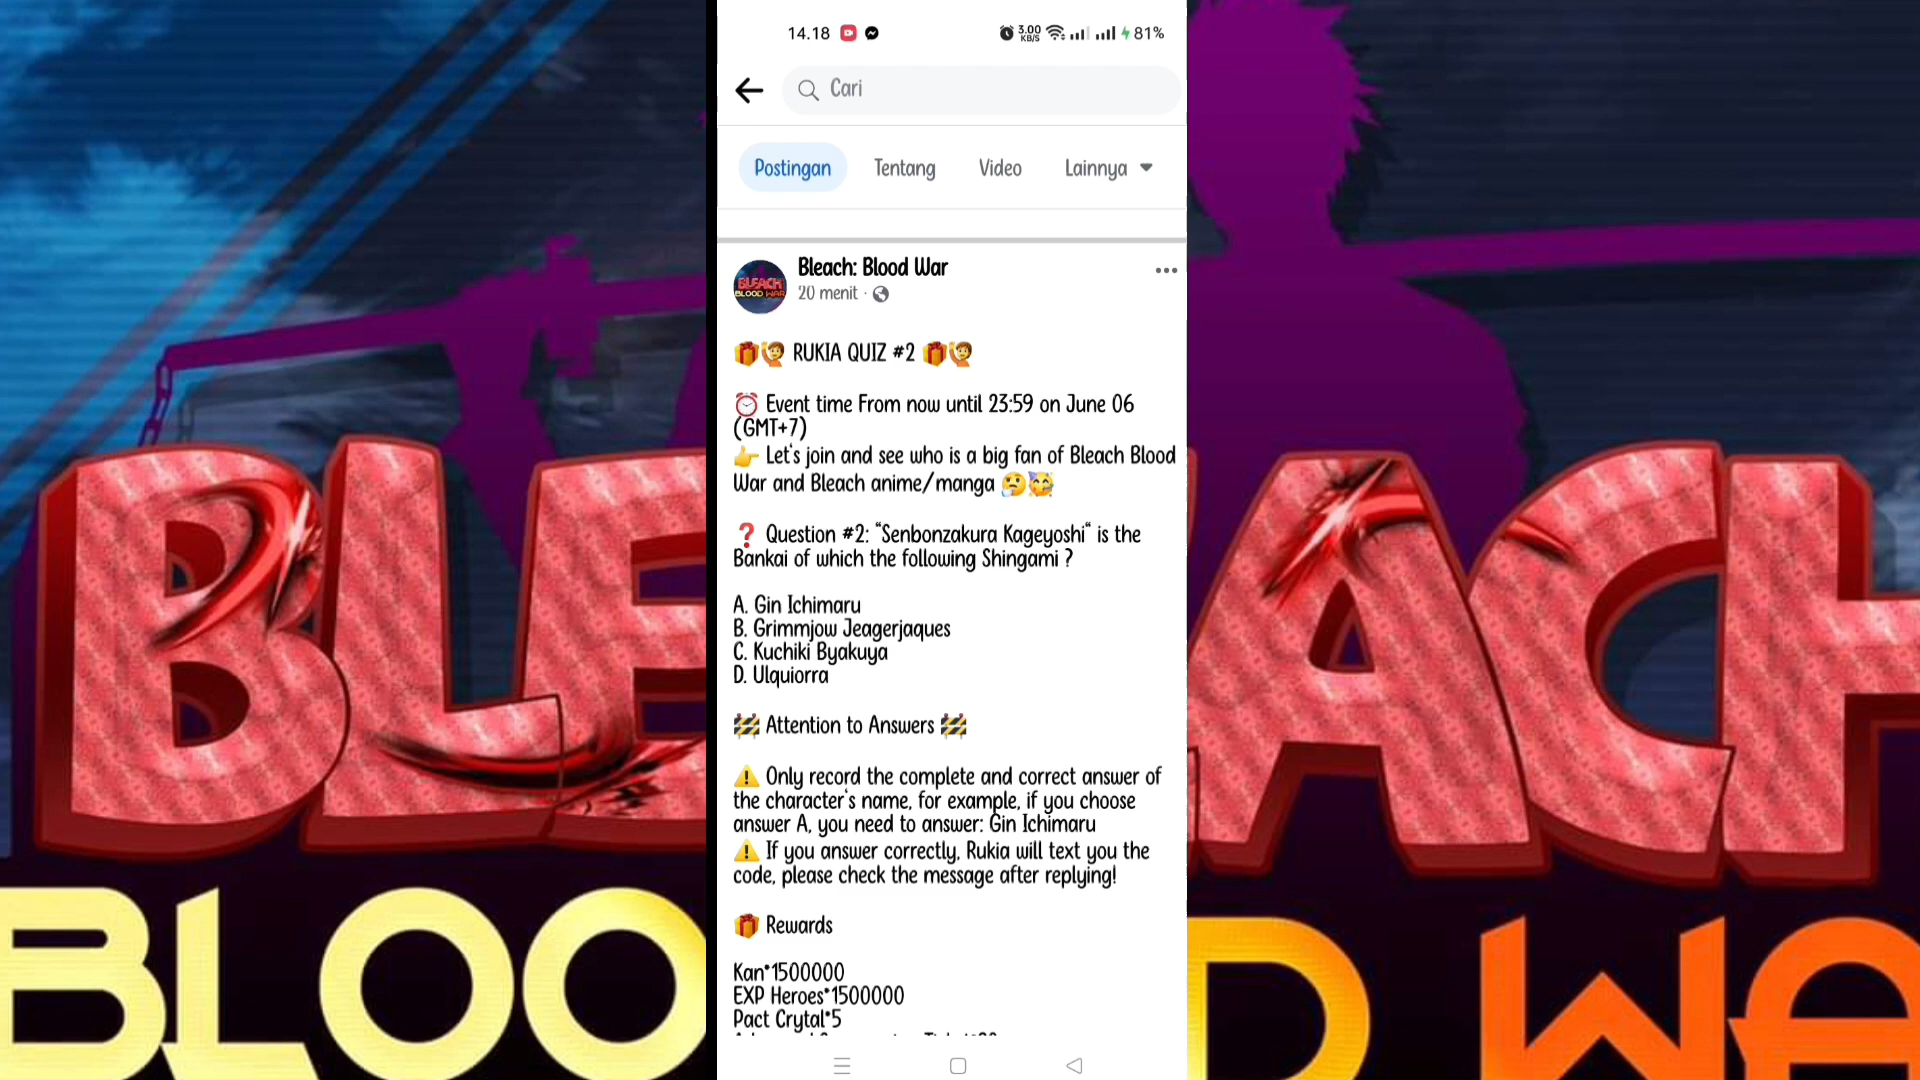 14.18
3.00
KB/S
81%
Cari
Postingan
Tentang
Video
Lainnya
Bleach: Blood War
20 menit ·
🎁🙋 RUKIA QUIZ #2 🎁🙋
⏰ Event time From now until 23:59 on June 06
(GMT+7)
👉 Let's join and see who is a big fan of Bleach Blood
War and Bleach anime/manga 🤔🥳
❓ Question #2: "Senbonzakura Kageyoshi" is the
Bankai of which the following Shingami ?
A. Gin Ichimaru
B. Grimmjow Jeagerjaques
C. Kuchiki Byakuya
D. Ulquiorra
🚧 Attention to Answers 🚧
⚠️ Only record the complete and correct answer of
the character's name, for example, if you choose
answer A, you need to answer: Gin Ichimaru
⚠️ If you answer correctly, Rukia will text you the
code, please check the message after replying!
🎁 Rewards
Kan*1500000
EXP Heroes*1500000
Pact Crytal*5
BLE
ACH
BLOO
D WA
BLEACH
BLOOD WAR